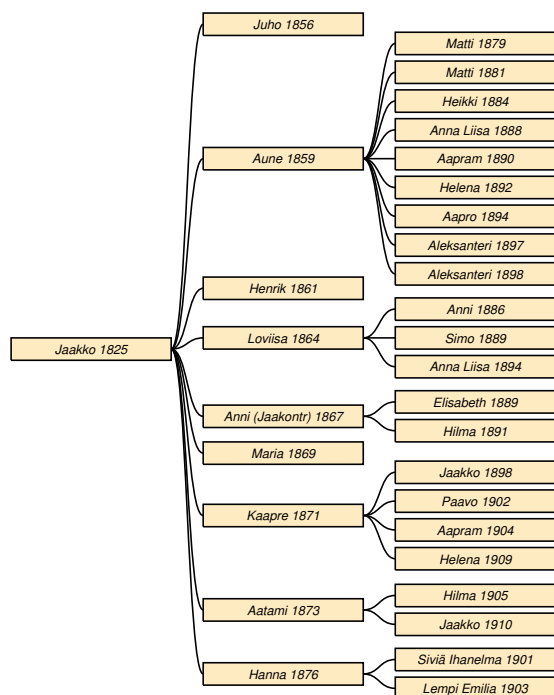 Juho 1856
Matti 1879
Matti 1881
Heikki 1884
Anna Liisa 1888
Aune 1859
Aapram 1890
Helena 1892
Aapro 1894
Aleksanteri 1897
Aleksanteri 1898
Henrik 1861
Anni 1886
Jaakko 1825
Loviisa 1864
Simo 1889
Anna Liisa 1894
Elisabeth 1889
Anni (Jaakontr) 1867
Hilma 1891
Maria 1869
Jaakko 1898
Paavo 1902
Kaapre 1871
Aapram 1904
Helena 1909
Hilma 1905
Aatami 1873
Jaakko 1910
Siviä Ihanelma 1901
Hanna 1876
Lempi Emilia 1903